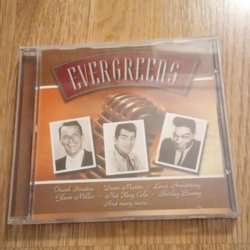 EVERGREENS
Frank Sinatra · Dean Martin · Louis Armstrong
Glenn Miller · Nat King Cole · Shirley Bassey
And many more...